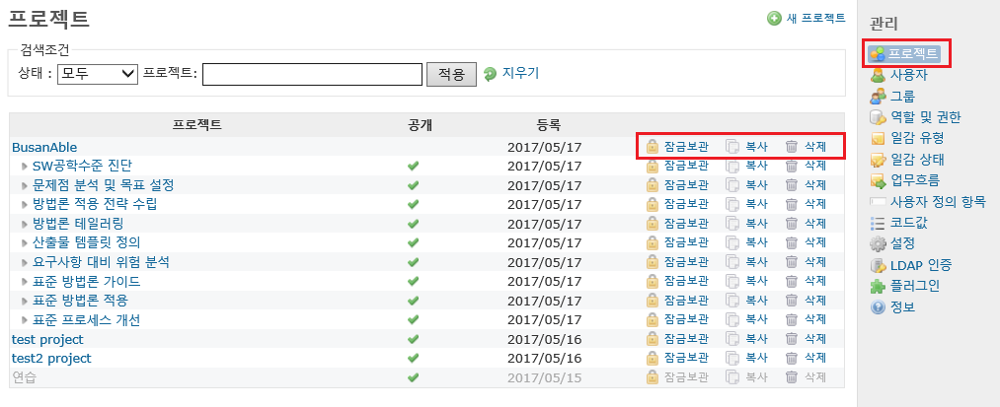 프로젝트
새 프로젝트
검색조건
상태 : 모두 프로젝트: 적용 지우기
프로젝트 공개 등록
BusanAble 2017/05/17 잠금보관 복사 삭제
SW공학수준 진단 2017/05/17 잠금보관 복사 삭제
문제점 분석 및 목표 설정 2017/05/17 잠금보관 복사 삭제
방법론 적용 전략 수립 2017/05/17 잠금보관 복사 삭제
방법론 테일러링 2017/05/17 잠금보관 복사 삭제
산출물 템플릿 정의 2017/05/17 잠금보관 복사 삭제
요구사항 대비 위험 분석 2017/05/17 잠금보관 복사 삭제
표준 방법론 가이드 2017/05/17 잠금보관 복사 삭제
표준 방법론 적용 2017/05/17 잠금보관 복사 삭제
표준 프로세스 개선 2017/05/17 잠금보관 복사 삭제
test project 2017/05/16 잠금보관 복사 삭제
test2 project 2017/05/16 잠금보관 복사 삭제
연습 2017/05/15 잠금보관 복사 삭제
관리
프로젝트
사용자
그룹
역할 및 권한
일감 유형
일감 상태
업무흐름
사용자 정의 항목
코드값
설정
LDAP 인증
플러그인
정보